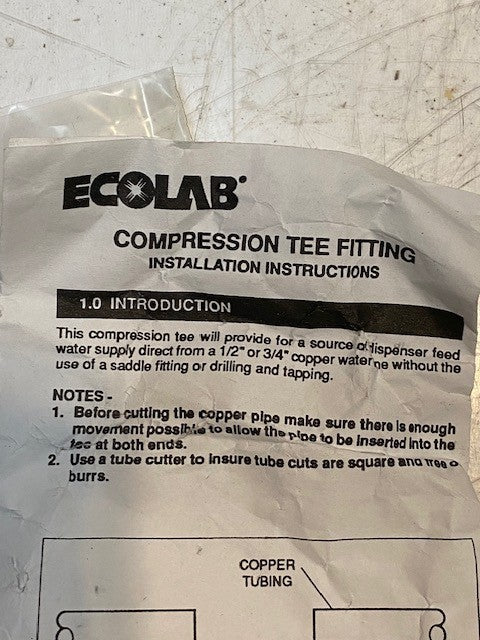 ECOLAB
COMPRESSION TEE FITTING
INSTALLATION INSTRUCTIONS
1.0 INTRODUCTION
This compression tee will provide for a source of dispenser feed
water supply direct from a 1/2" or 3/4" copper water ne without the
use of a saddle fitting or drilling and tapping.
NOTES -
1. Before cutting the copper pipe make sure there is enough
movement possible to allow the pipe to be inserted into the
tee at both ends.
2. Use a tube cutter to insure tube cuts are square and free o
burrs.
COPPER
TUBING